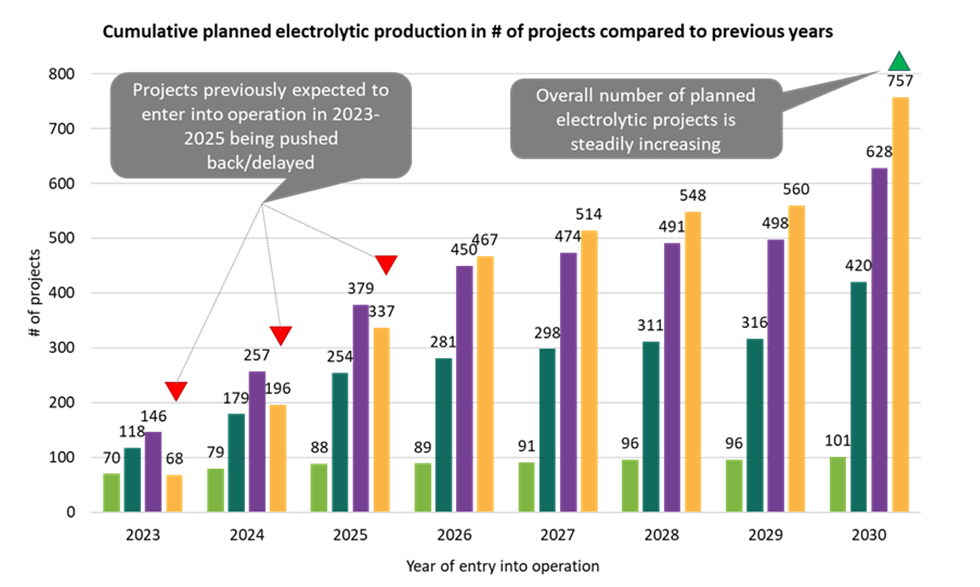 Cumulative planned electrolytic production in # of projects compared to previous years
Projects previously expected to
enter into operation in 2023-
2025 being pushed
back/delayed
Overall number of planned
electrolytic projects is
steadily increasing
# of projects
800
700
600
500
400
300
200
100
0
70 118 146 68
79 179 257 196
88 254 379 337
89 281 450 467
91 298 474 514
96 311 491 548
96 316 498 560
101 420 628 757
2023 2024 2025 2026 2027 2028 2029 2030
Year of entry into operation